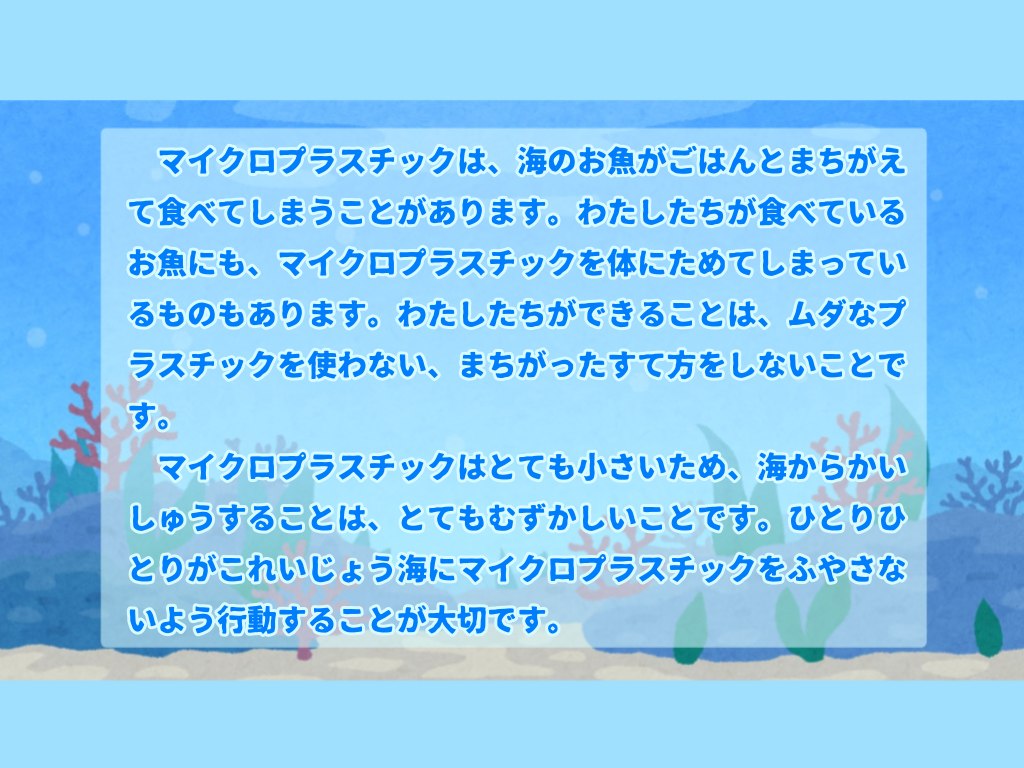 マイクロプラスチックは、海のお魚がごはんとまちがえ
て食べてしまうことがあります。わたしたちが食べている
お魚にも、マイクロプラスチックを体にためてしまってい
るものもあります。わたしたちができることは、ムダなプ
ラスチックを使わない、まちがったすて方をしないことで
す。
　マイクロプラスチックはとても小さいため、海からかい
しゅうすることは、とてもむずかしいことです。ひとりひ
とりがこれいじょう海にマイクロプラスチックをふやさな
いよう行動することが大切です。